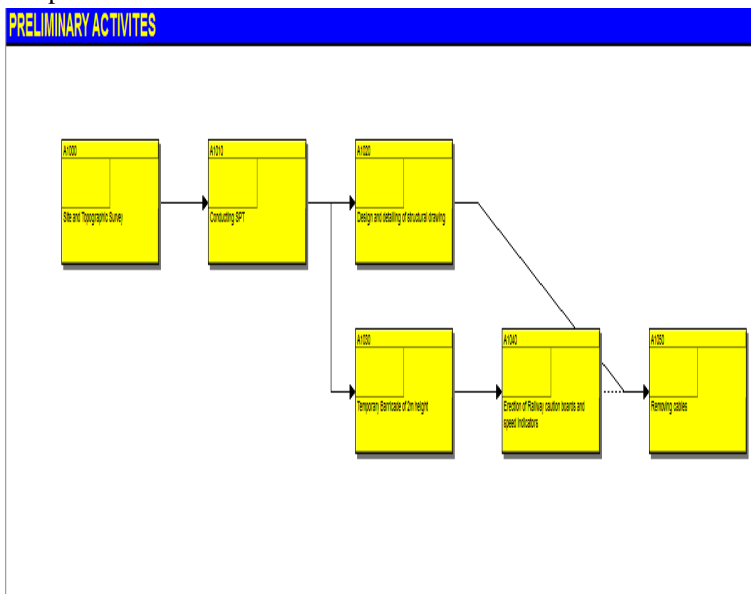 PRELIMINARY ACTIVITES
A1000
Site and Topographic Survey
A1010
Conducting SPT
A1020
Design and detailing of structural drawing
A1030
Temporary Barricade of 2m height
A1040
Erection of Railway caution boards and
speed indicators
A1050
Removing cables